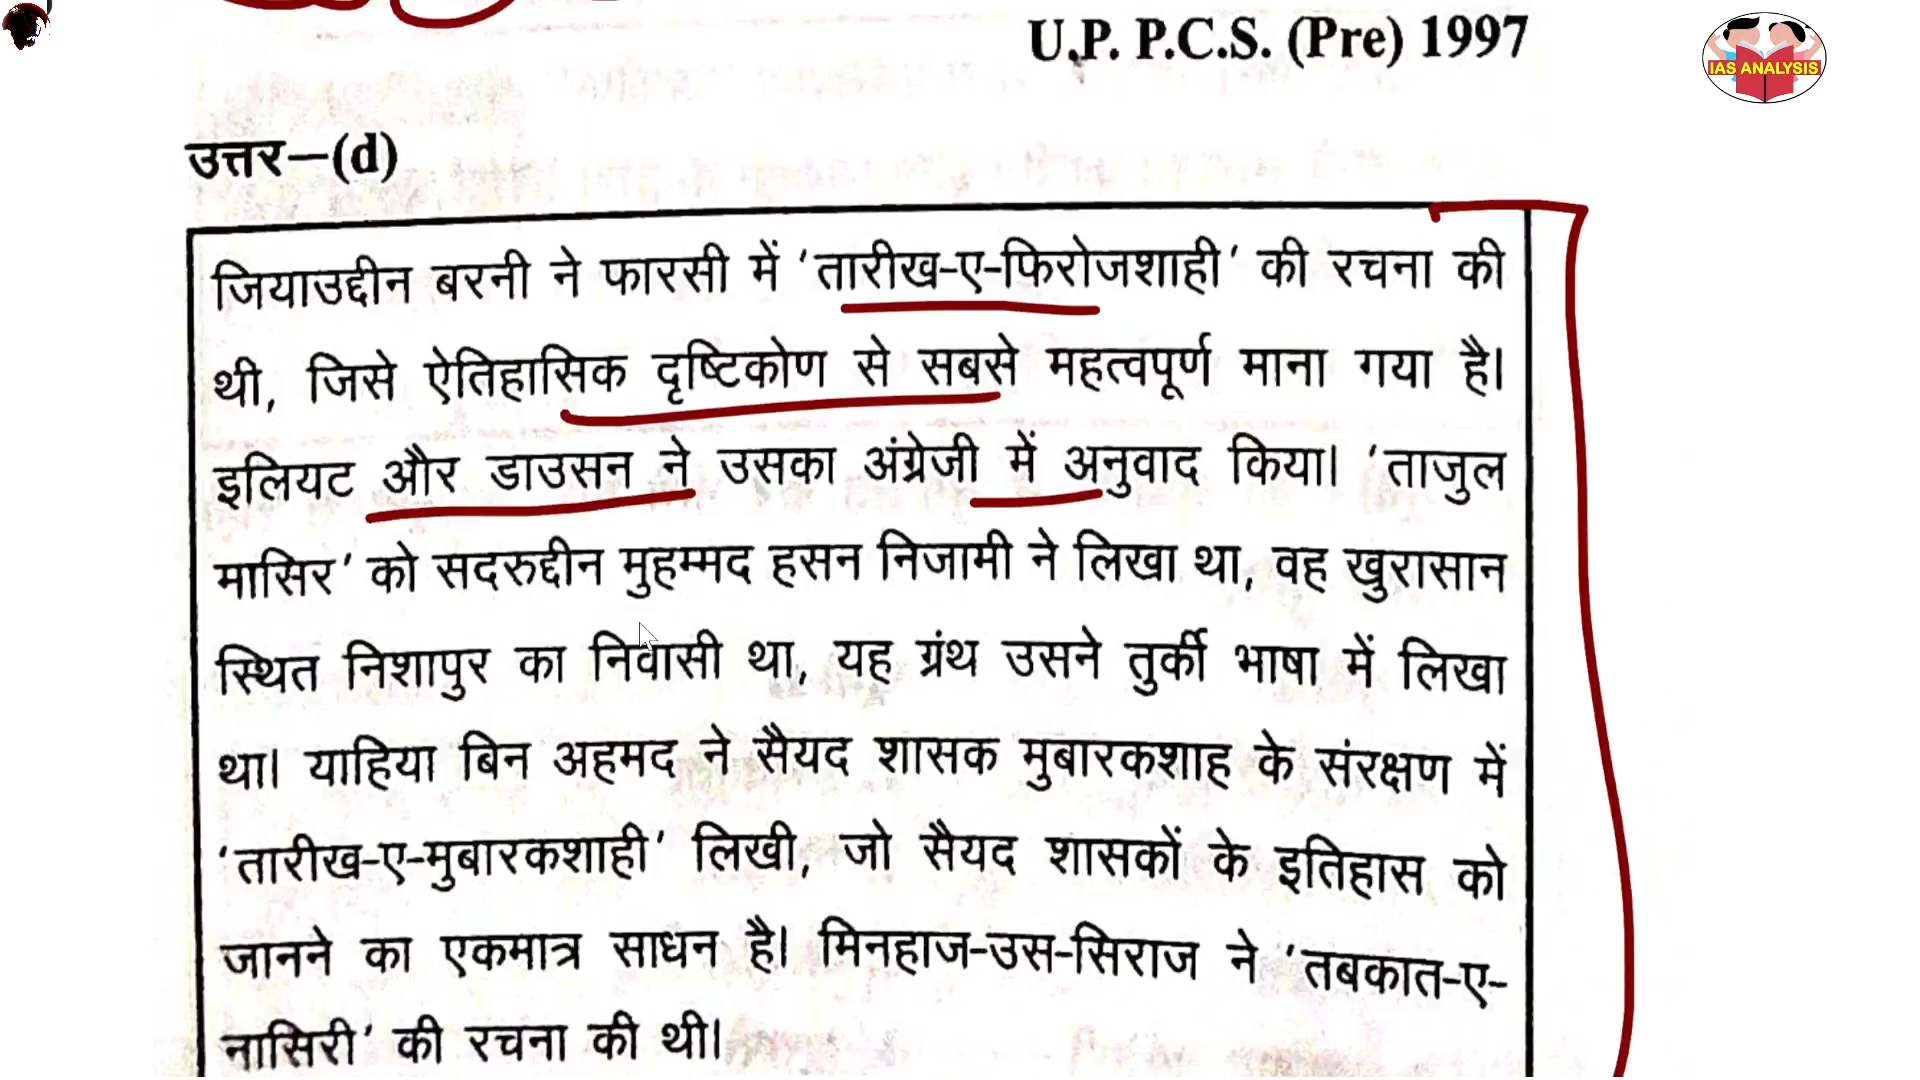 U.P. P.C.S. (Pre) 1997
IAS ANALYSIS
उत्तर–(d)
जियाउद्दीन बरनी ने फारसी में ’तारीख-ए-फिरोजशाही’ की रचना की
थी, जिसे ऐतिहासिक दृष्टिकोण से सबसे महत्वपूर्ण माना गया है।
इलियट और डाउसन ने उसका अंग्रेजी में अनुवाद किया। ’ताजुल
मासिर’ को सदरुद्दीन मुहम्मद हसन निजामी ने लिखा था, वह खुरासान
स्थित निशापुर का निवासी था, यह ग्रंथ उसने तुर्की भाषा में लिखा
था। याहिया बिन अहमद ने सैयद शासक मुबारकशाह के संरक्षण में
’तारीख-ए-मुबारकशाही’ लिखी, जो सैयद शासकों के इतिहास को
जानने का एकमात्र साधन है। मिनहाज-उस-सिराज ने ’तबकात-ए-
नासिरी’ की रचना की थी।